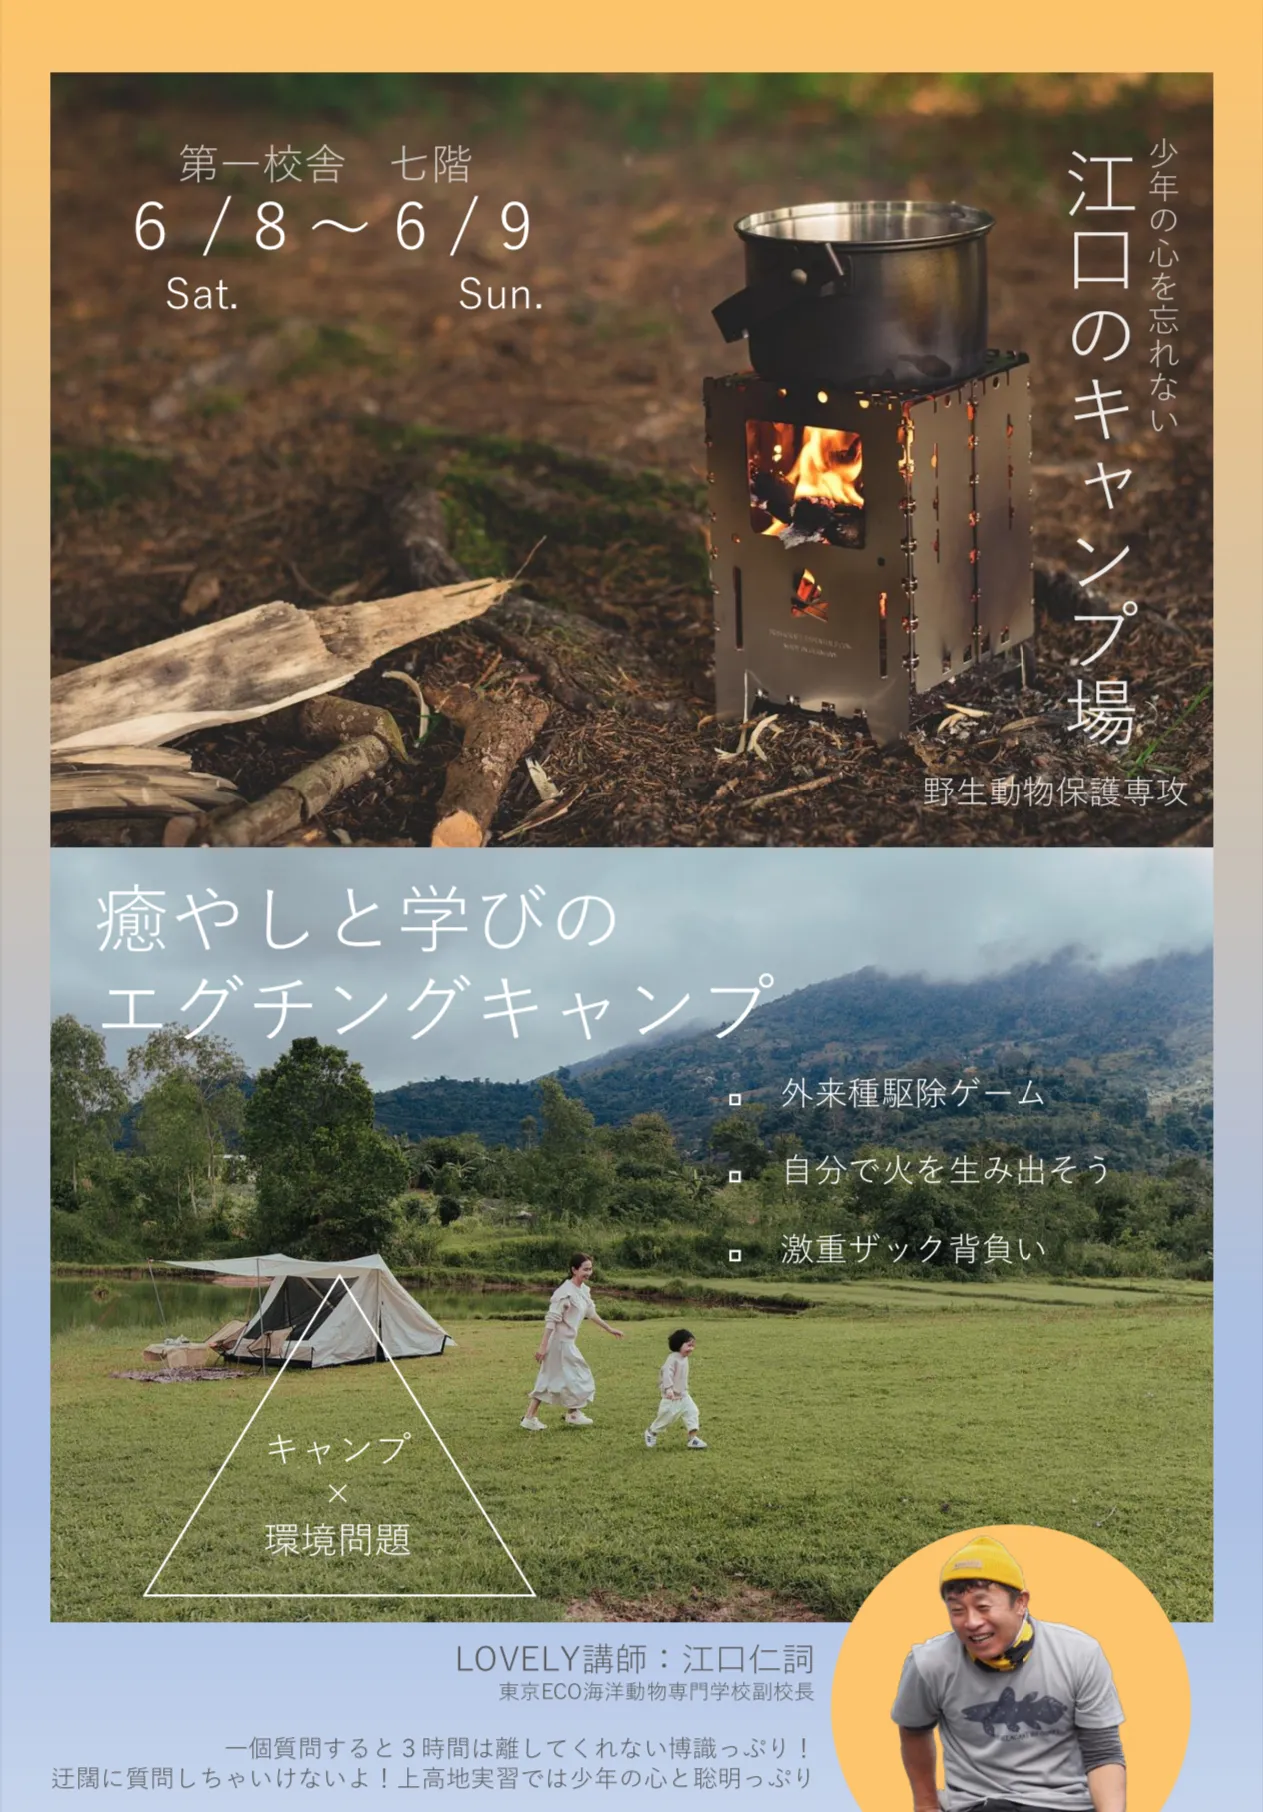 第一校舎　七階
6/8～6/9
Sat.　Sun.
少年の心を忘れない
江口のキャンプ場
野生動物保護専攻
癒やしと学びの
エグチングキャンプ
外来種駆除ゲーム
自分で火を生み出そう
激重ザック背負い
キャンプ
×
環境問題
LOVELY講師：江口仁詞
東京ECO海洋動物専門学校副校長
一個質問すると３時間は離してくれない博識っぷり！
迂闊に質問しちゃいけないよ！上高地実習では少年の心と聡明っぷり